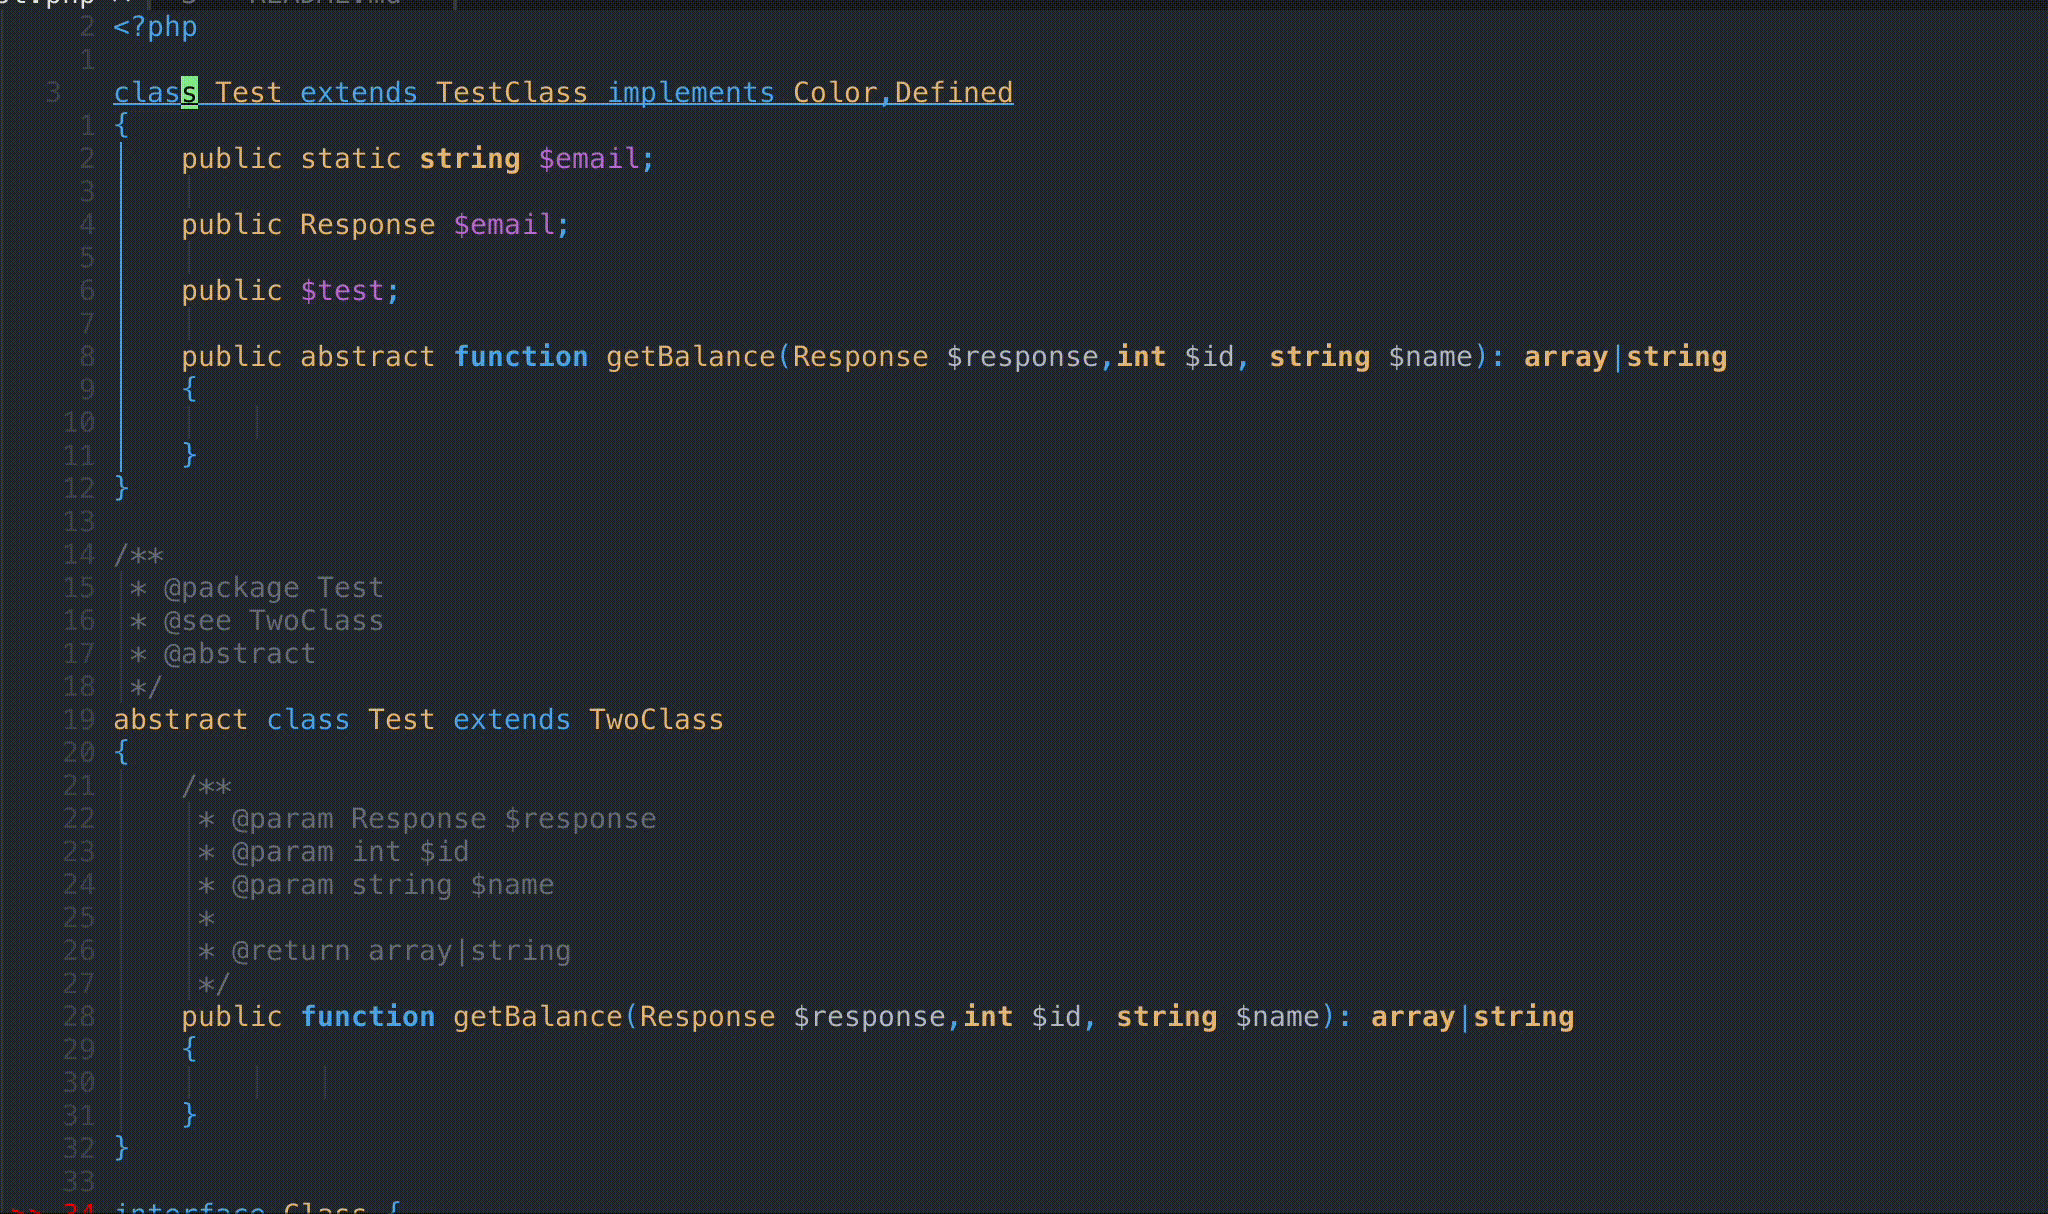 2 <?php
1
3 class Test extends TestClass implements Color,Defined
1 {
2     public static string $email;
3
4     public Response $email;
5
6     public $test;
7
8     public abstract function getBalance(Response $response,int $id, string $name): array|string
9     {
10
11     }
12 }
13
14 /**
15  * @package Test
16  * @see TwoClass
17  * @abstract
18  */
19 abstract class Test extends TwoClass
20 {
21     /**
22      * @param Response $response
23      * @param int $id
24      * @param string $name
25      *
26      * @return array|string
27      */
28     public function getBalance(Response $response,int $id, string $name): array|string
29     {
30
31     }
32 }
33
>> 34 interface Class {